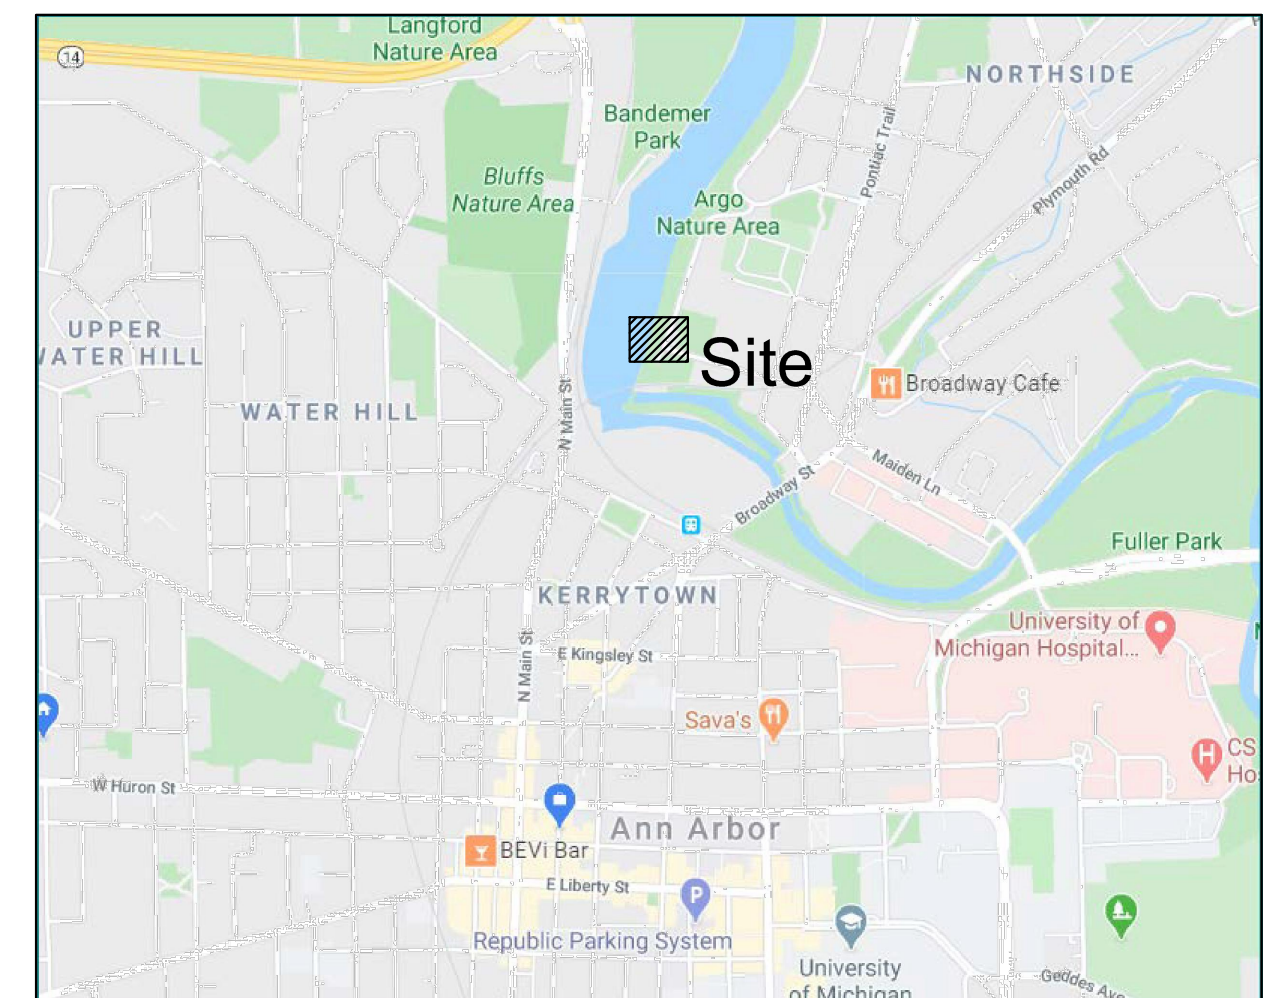 Langford
Nature Area
14
NORTHSIDE
Bandemer
Park
Pontiac Trail
Plymouth Rd
Bluffs
Nature Area
Argo
Nature Area
UPPER
WATER HILL
Site
Broadway Cafe
WATER HILL
N Main St
Maiden Ln
Broadway St
Fuller Park
KERRYTOWN
University of
Michigan Hospital...
N Main St
E Kingsley St
Sava's
H
CS
Ho
W Huron St
Ann Arbor
BEVi Bar
E Liberty St
P
Republic Parking System
University
of Michigan
Geddes Ave